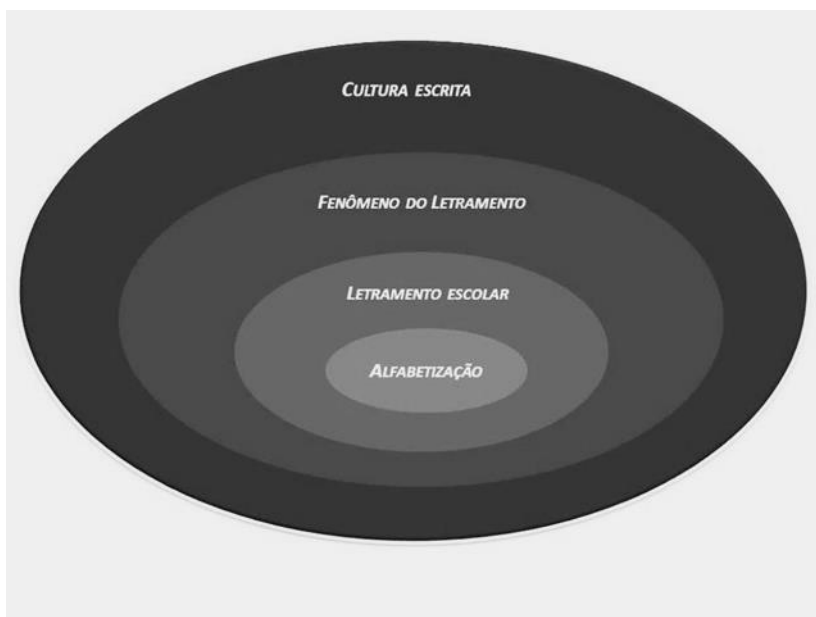 CULTURA ESCRITA
FENÔMENO DO LETRAMENTO
LETRAMENTO ESCOLAR
ALFABETIZAÇÃO